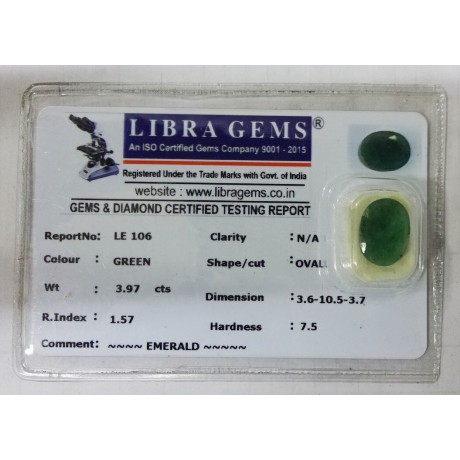 LIBRA GEMS®
An ISO Certified Gems Company 9001 - 2015
Registered Under the Trade Marks with Govt. of India
website : www.libragems.co.in
GEMS & DIAMOND CERTIFIED TESTING REPORT
ReportNo: LE 106 Clarity : N/A
Colour : GREEN Shape/cut : OVAL
Wt : 3.97 cts Dimension : 3.6-10.5-3.7
R.Index : 1.57 Hardness : 7.5
Comment: ~~~~ EMERALD ~~~~~